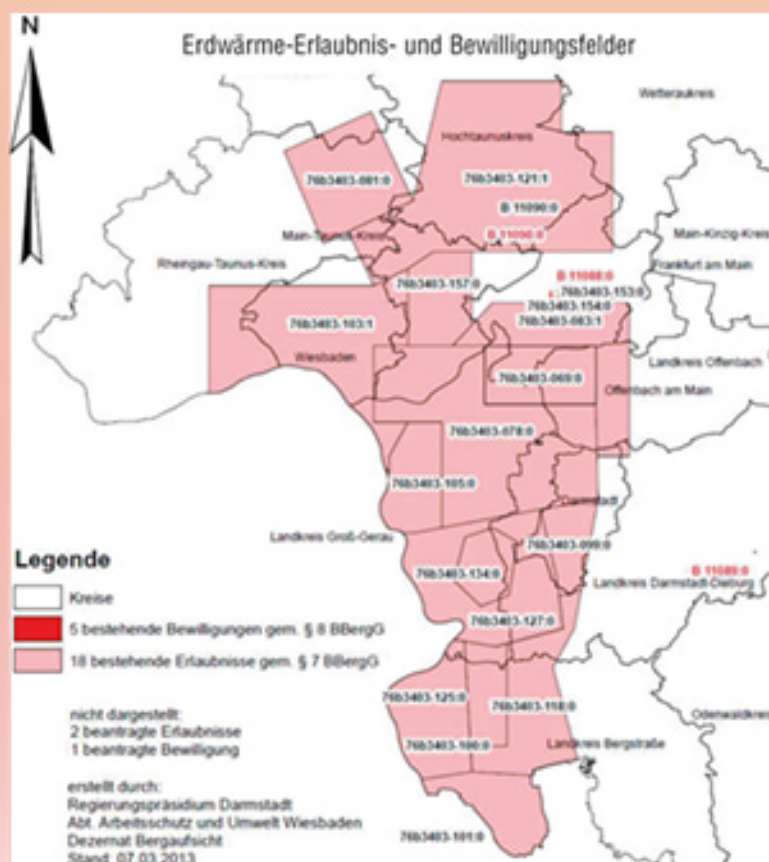 N
Erdwärme-Erlaubnis- und Bewilligungsfelder
Wetteraukreis
Hochtaunuskreis
76b3403-081:0
76b3403-121:1
B 11090:0
B 11090:0
Main-Taunus-Kreis
Main-Kinzig-Kreis
Rheingau-Taunus-Kreis
B 11088:0
Frankfurt am Main
76b3403-157:0
76b3403-153:0
76b3403-154:0
76b3403-103:1
76b3403-083:1
Wiesbaden
Landkreis Offenbach
76b3403-069:0
Offenbach am Main
76b3403-078:0
76b3403-105:0
Darmstadt
Landkreis Groß-Gerau
76b3403-099:0
76b3403-134:0
B 11089:0
Landkreis Darmstadt-Dieburg
76b3403-127:0
76b3403-125:0
76b3403-118:0
Odenwaldkreis
76b3403-100:0
Landkreis Bergstraße
76b3403-101:0
Legende
Kreise
5 bestehende Bewilligungen gem. § 8 BBergG
18 bestehende Erlaubnisse gem. § 7 BBergG
nicht dargestellt:
2 beantragte Erlaubnisse
1 beantragte Bewilligung
erstellt durch:
Regierungspräsidium Darmstadt
Abt. Arbeitsschutz und Umwelt Wiesbaden
Dezernat Bergaufsicht
Stand: 07.03.2013